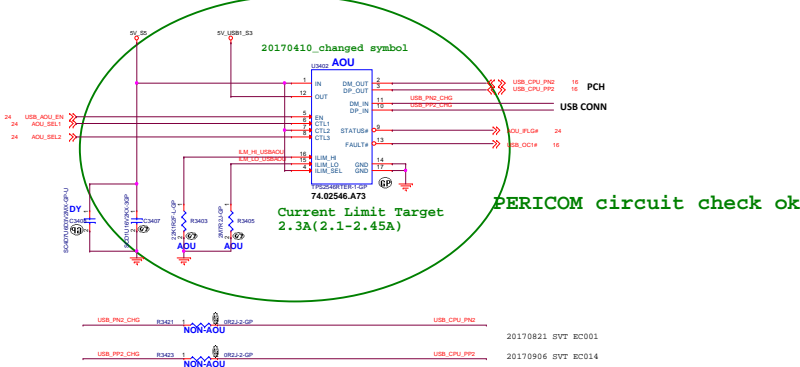 5V_S5
5V_USB1_S3
20170410_changed symbol
U3402
AOU
1 IN
12 OUT
5 EN
6 CTL1
7 CTL2
8 CTL3
16 ILIM_HI
15 ILIM_LO
4 ILIM_SEL
DM_OUT 2
DP_OUT 3
DM_IN 11
DP_IN 10
STATUS# 9
FAULT# 13
GND 14
GND 17
USB_CPU_PN2 16
USB_CPU_PP2 16
PCH
USB_PN2_CHG
USB_PP2_CHG
USB CONN
24 USB_AOU_EN
24 AOU_SEL1
24 AOU_SEL2
AOU_IFLG# 24
USB_OC1# 16
ILIM_HI_USBAOU
ILIM_LO_USBAOU
TPS2546RTER-1-GP
74.02546.A73
DY
C3407
R3403
AOU
R3405
AOU
Current Limit Target
2.3A(2.1-2.45A)
PERICOM circuit check ok
USB_PN2_CHG R3421 1 2 0R2J-2-GP USB_CPU_PN2
NON-AOU
20170821 SVT EC001
USB_PP2_CHG R3423 1 2 0R2J-2-GP USB_CPU_PP2
NON-AOU
20170906 SVT EC014